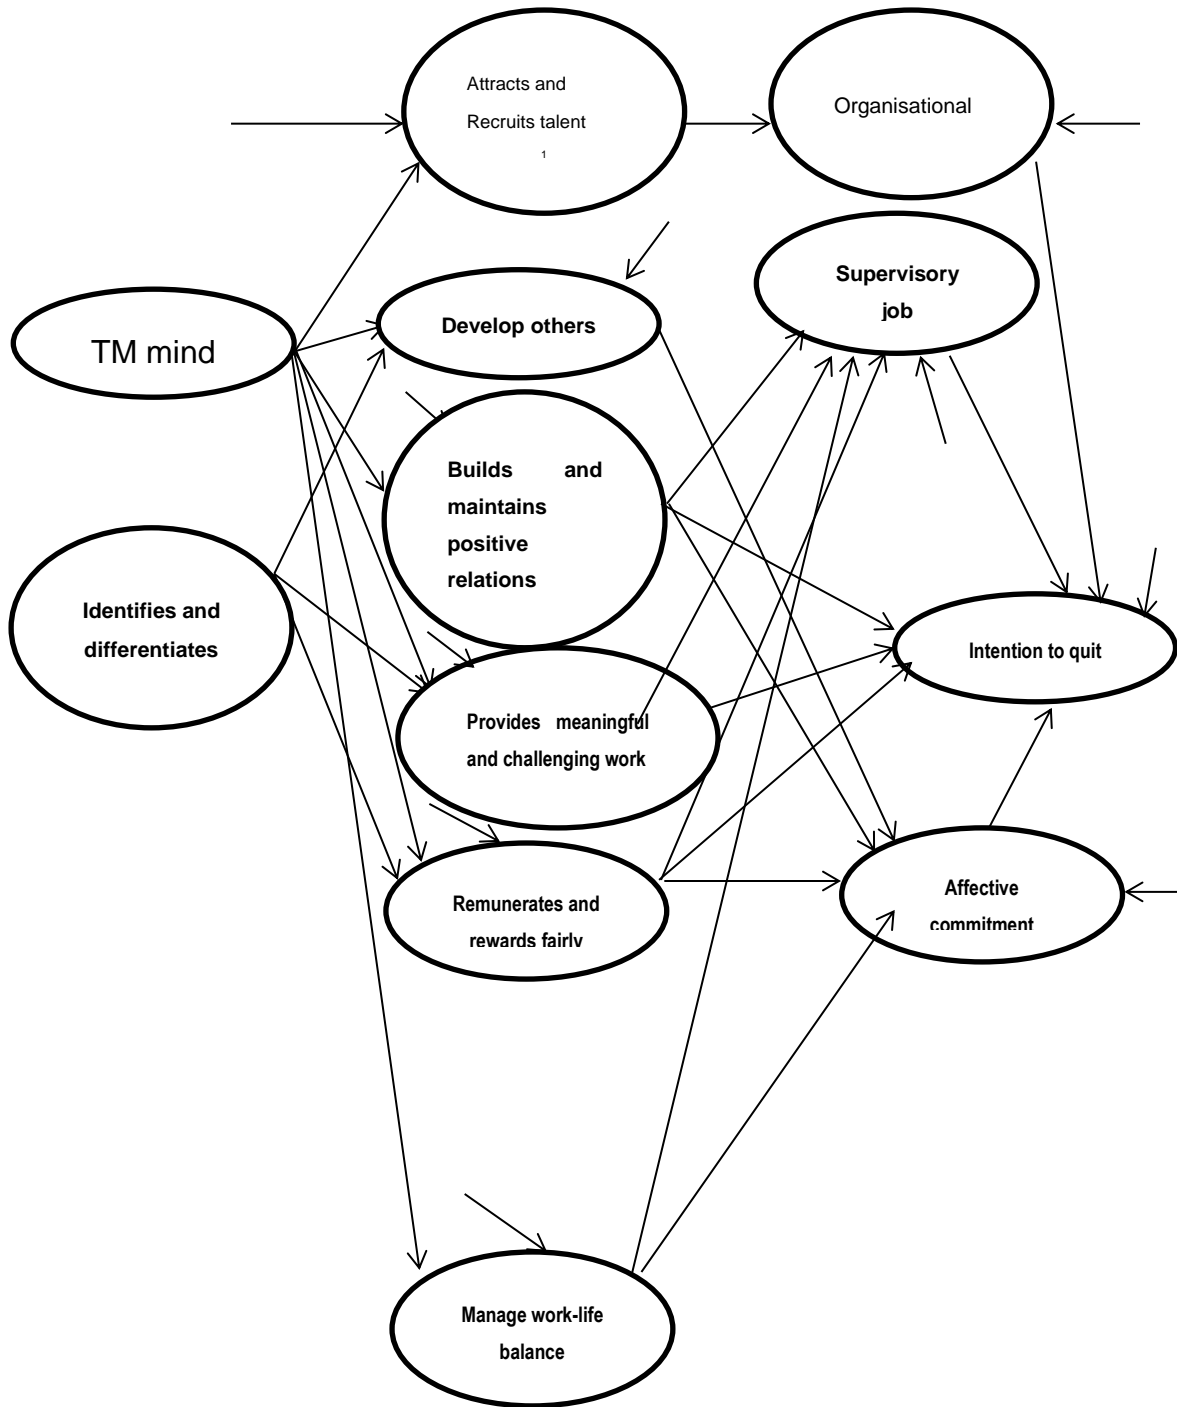 Attracts and
Recruits talent
1
Organisational
Supervisory
job
Develop others
TM mind
Builds and
maintains
positive
relations
Identifies and
differentiates
Intention to quit
Provides meaningful
and challenging work
Affective
commitment
Remunerates and
rewards fairly
Manage work-life
balance